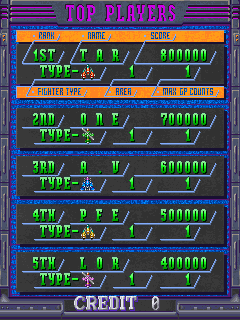 TOP PLAYERS
RANK NAME SCORE
1ST T A R 800000
TYPE- 1 1
FIGHTER TYPE AREA MAX GP COUNTS
2ND O R E 700000
TYPE- 1 1
3RD . A . V 600000
TYPE- 1 1
4TH P F E 500000
TYPE- 1 1
5TH L O R 400000
TYPE- 1 1
CREDIT 0